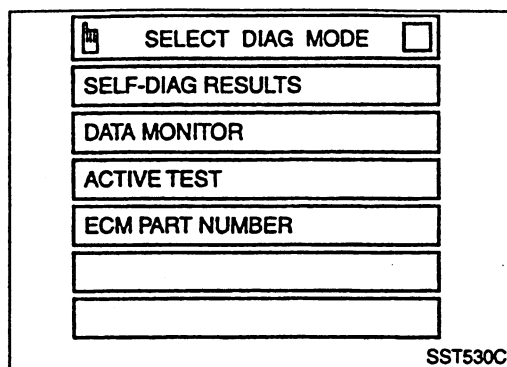 SELECT DIAG MODE
SELF-DIAG RESULTS
DATA MONITOR
ACTIVE TEST
ECM PART NUMBER
SST530C